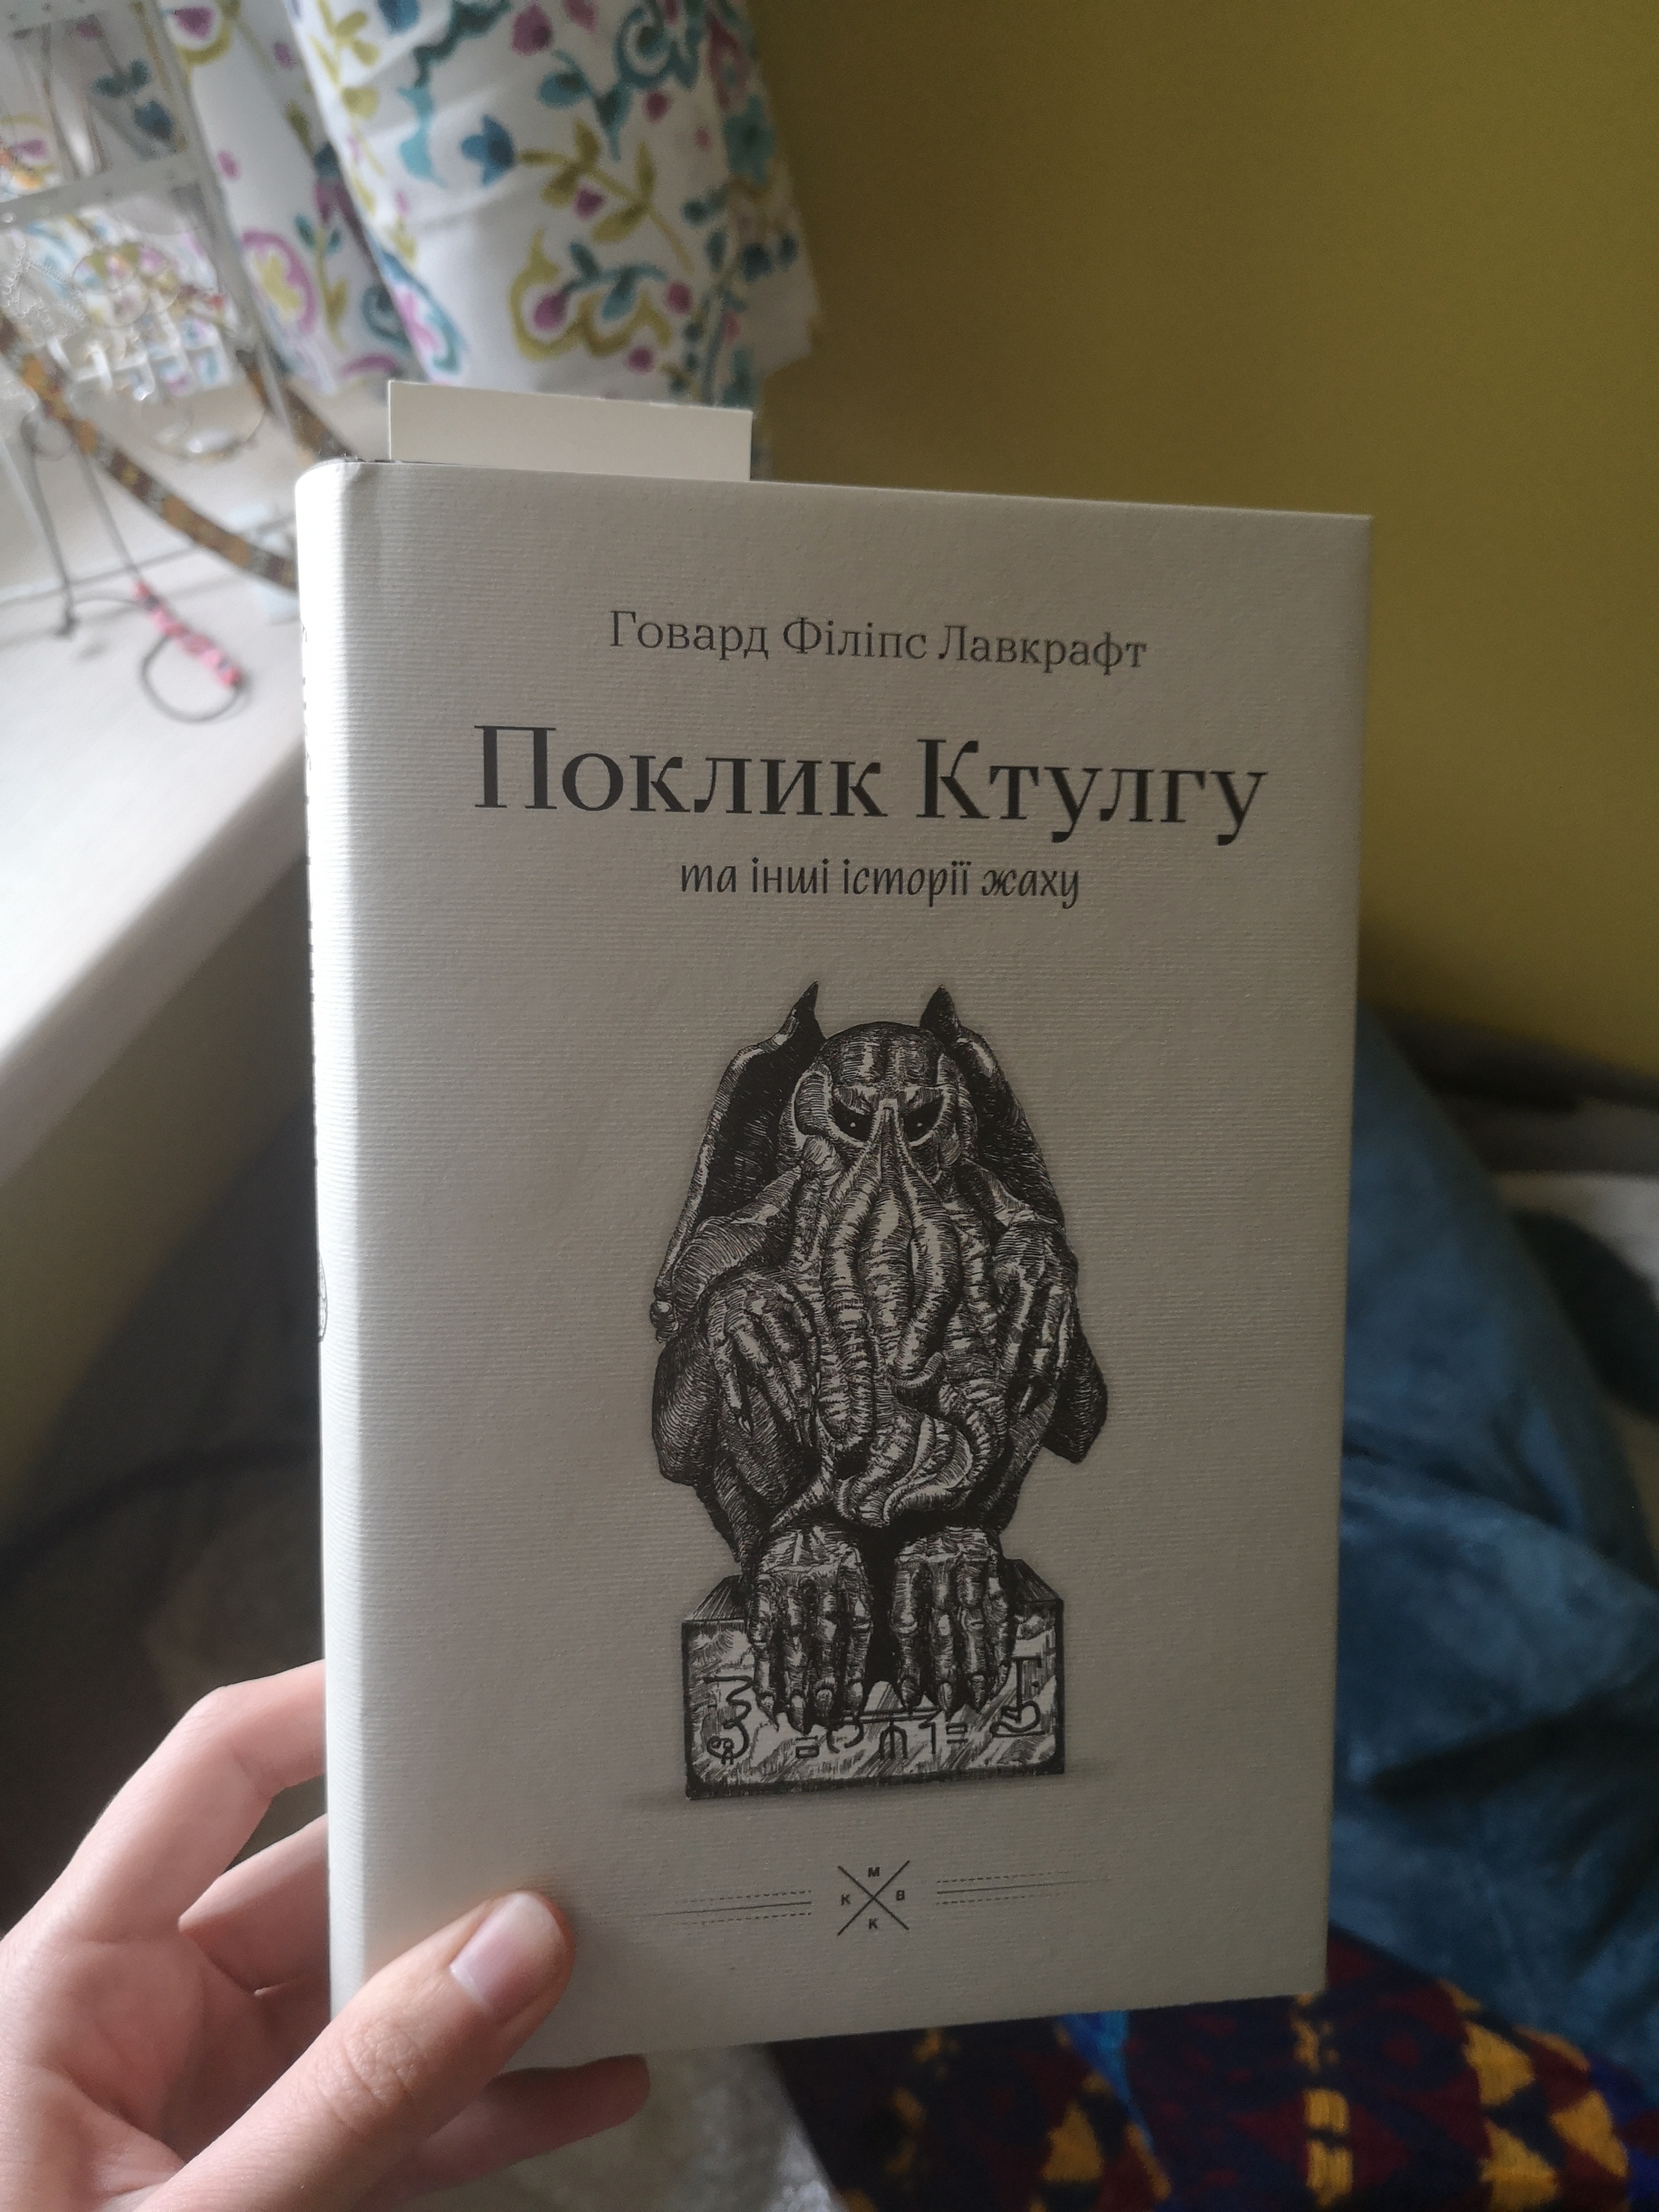 Говард Філіпс Лавкрафт
Поклик Ктулгу
та інші історії жаху
М
К В
К